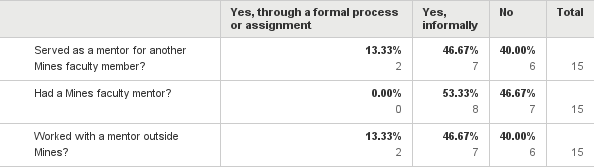 Yes, through a formal process or assignment Yes, informally No Total
Served as a mentor for another Mines faculty member? 13.33% 2 46.67% 7 40.00% 6 15
Had a Mines faculty mentor? 0.00% 0 53.33% 8 46.67% 7 15
Worked with a mentor outside Mines? 13.33% 2 46.67% 7 40.00% 6 15